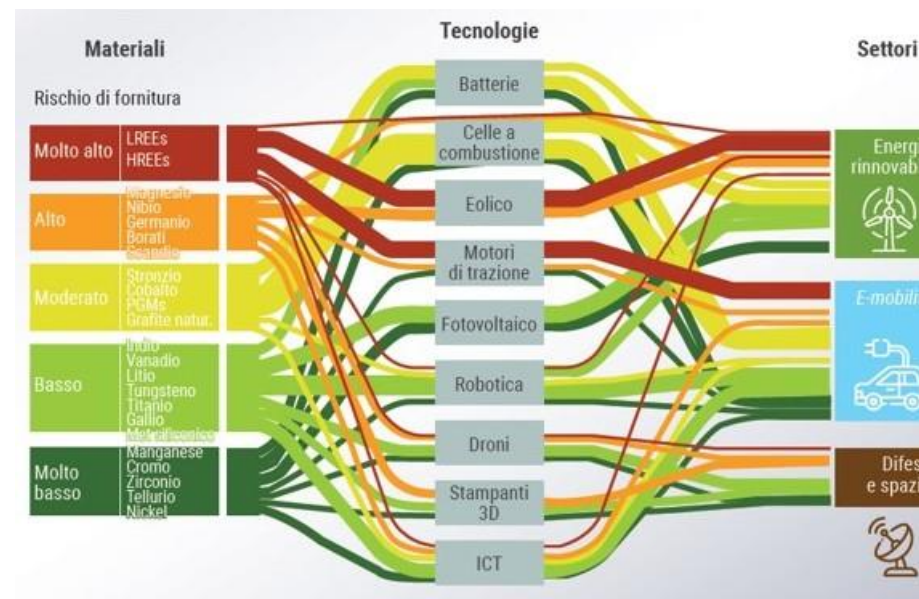 Materiali
Tecnologie
Settori
Rischio di fornitura
Molto alto
LREEs
HREEs
Alto
Magnesio
Nibio
Germanio
Borati
Scandio
Moderato
Stronzio
Cobalto
PGMs
Grafite natur.
Basso
Indio
Vanadio
Litio
Tungsteno
Titanio
Gallio
Molto
basso
Manganese
Cromo
Zirconio
Tellurio
Nickel
Batterie
Celle a
combustione
Eolico
Motori
di trazione
Fotovoltaico
Robotica
Droni
Stampanti
3D
ICT
Energi
rinnovab
E-mobili
Difes
e spazi